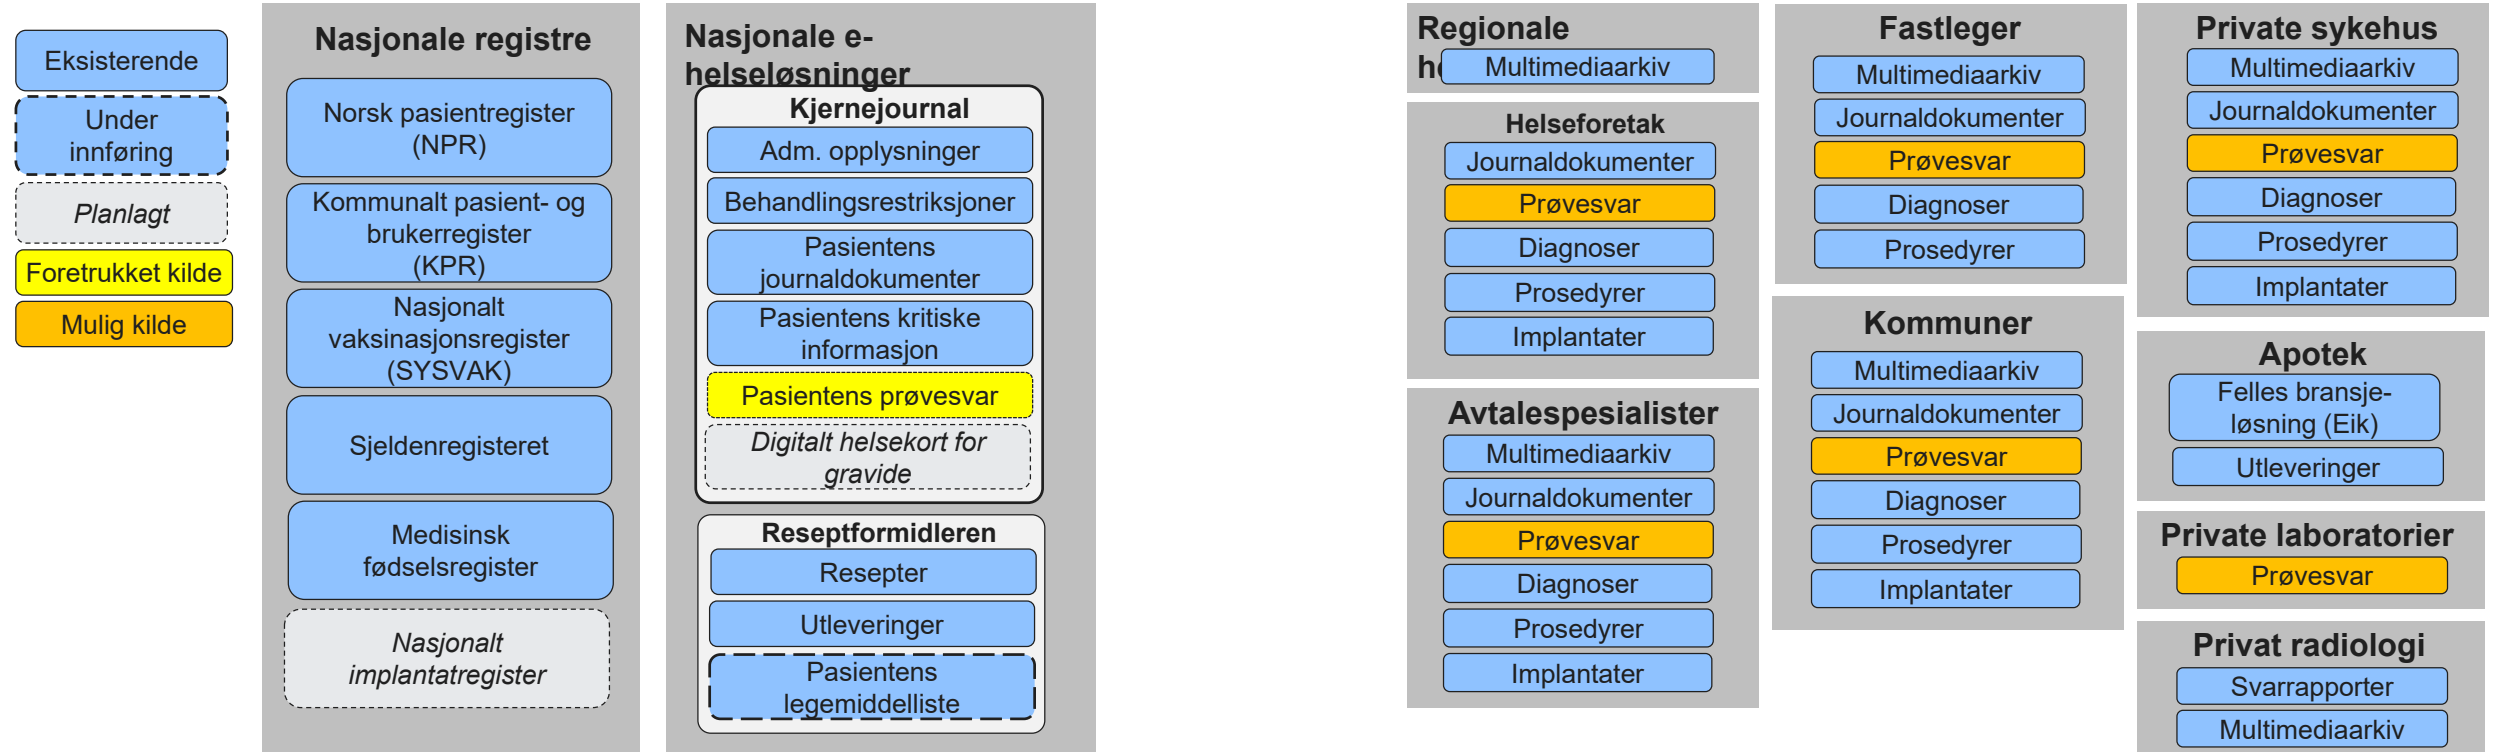 Eksisterende
Under
innføring
Planlagt
Foretrukket kilde
Mulig kilde
Nasjonale registre
Norsk pasientregister
(NPR)
Kommunalt pasient- og
brukerregister
(KPR)
Nasjonalt
vaksinasjonsregister
(SYSVAK)
Sjeldenregisteret
Medisinsk
fødselsregister
Nasjonalt
implantatregister
Nasjonale e-
helseløsninger
Kjernejournal
Adm. opplysninger
Behandlingsrestriksjoner
Pasientens
journaldokumenter
Pasientens kritiske
informasjon
Pasientens prøvesvar
Digitalt helsekort for
gravide
Reseptformidleren
Resepter
Utleveringer
Pasientens
legemiddelliste
Regionale
Multimediaarkiv
Helseforetak
Journaldokumenter
Prøvesvar
Diagnoser
Prosedyrer
Implantater
Avtalespesialister
Multimediaarkiv
Journaldokumenter
Prøvesvar
Diagnoser
Prosedyrer
Implantater
Fastleger
Multimediaarkiv
Journaldokumenter
Prøvesvar
Diagnoser
Prosedyrer
Kommuner
Multimediaarkiv
Journaldokumenter
Prøvesvar
Diagnoser
Prosedyrer
Implantater
Private sykehus
Multimediaarkiv
Journaldokumenter
Prøvesvar
Diagnoser
Prosedyrer
Implantater
Apotek
Felles bransje-
løsning (Eik)
Utleveringer
Private laboratorier
Prøvesvar
Privat radiologi
Svarrapporter
Multimediaarkiv